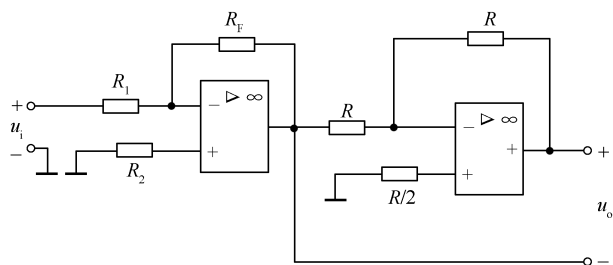 R_F
R
R_1
▷ ∞
−
+
u_i
+
−
R_2
R
▷ ∞
−
+
+
R/2
+
u_o
−